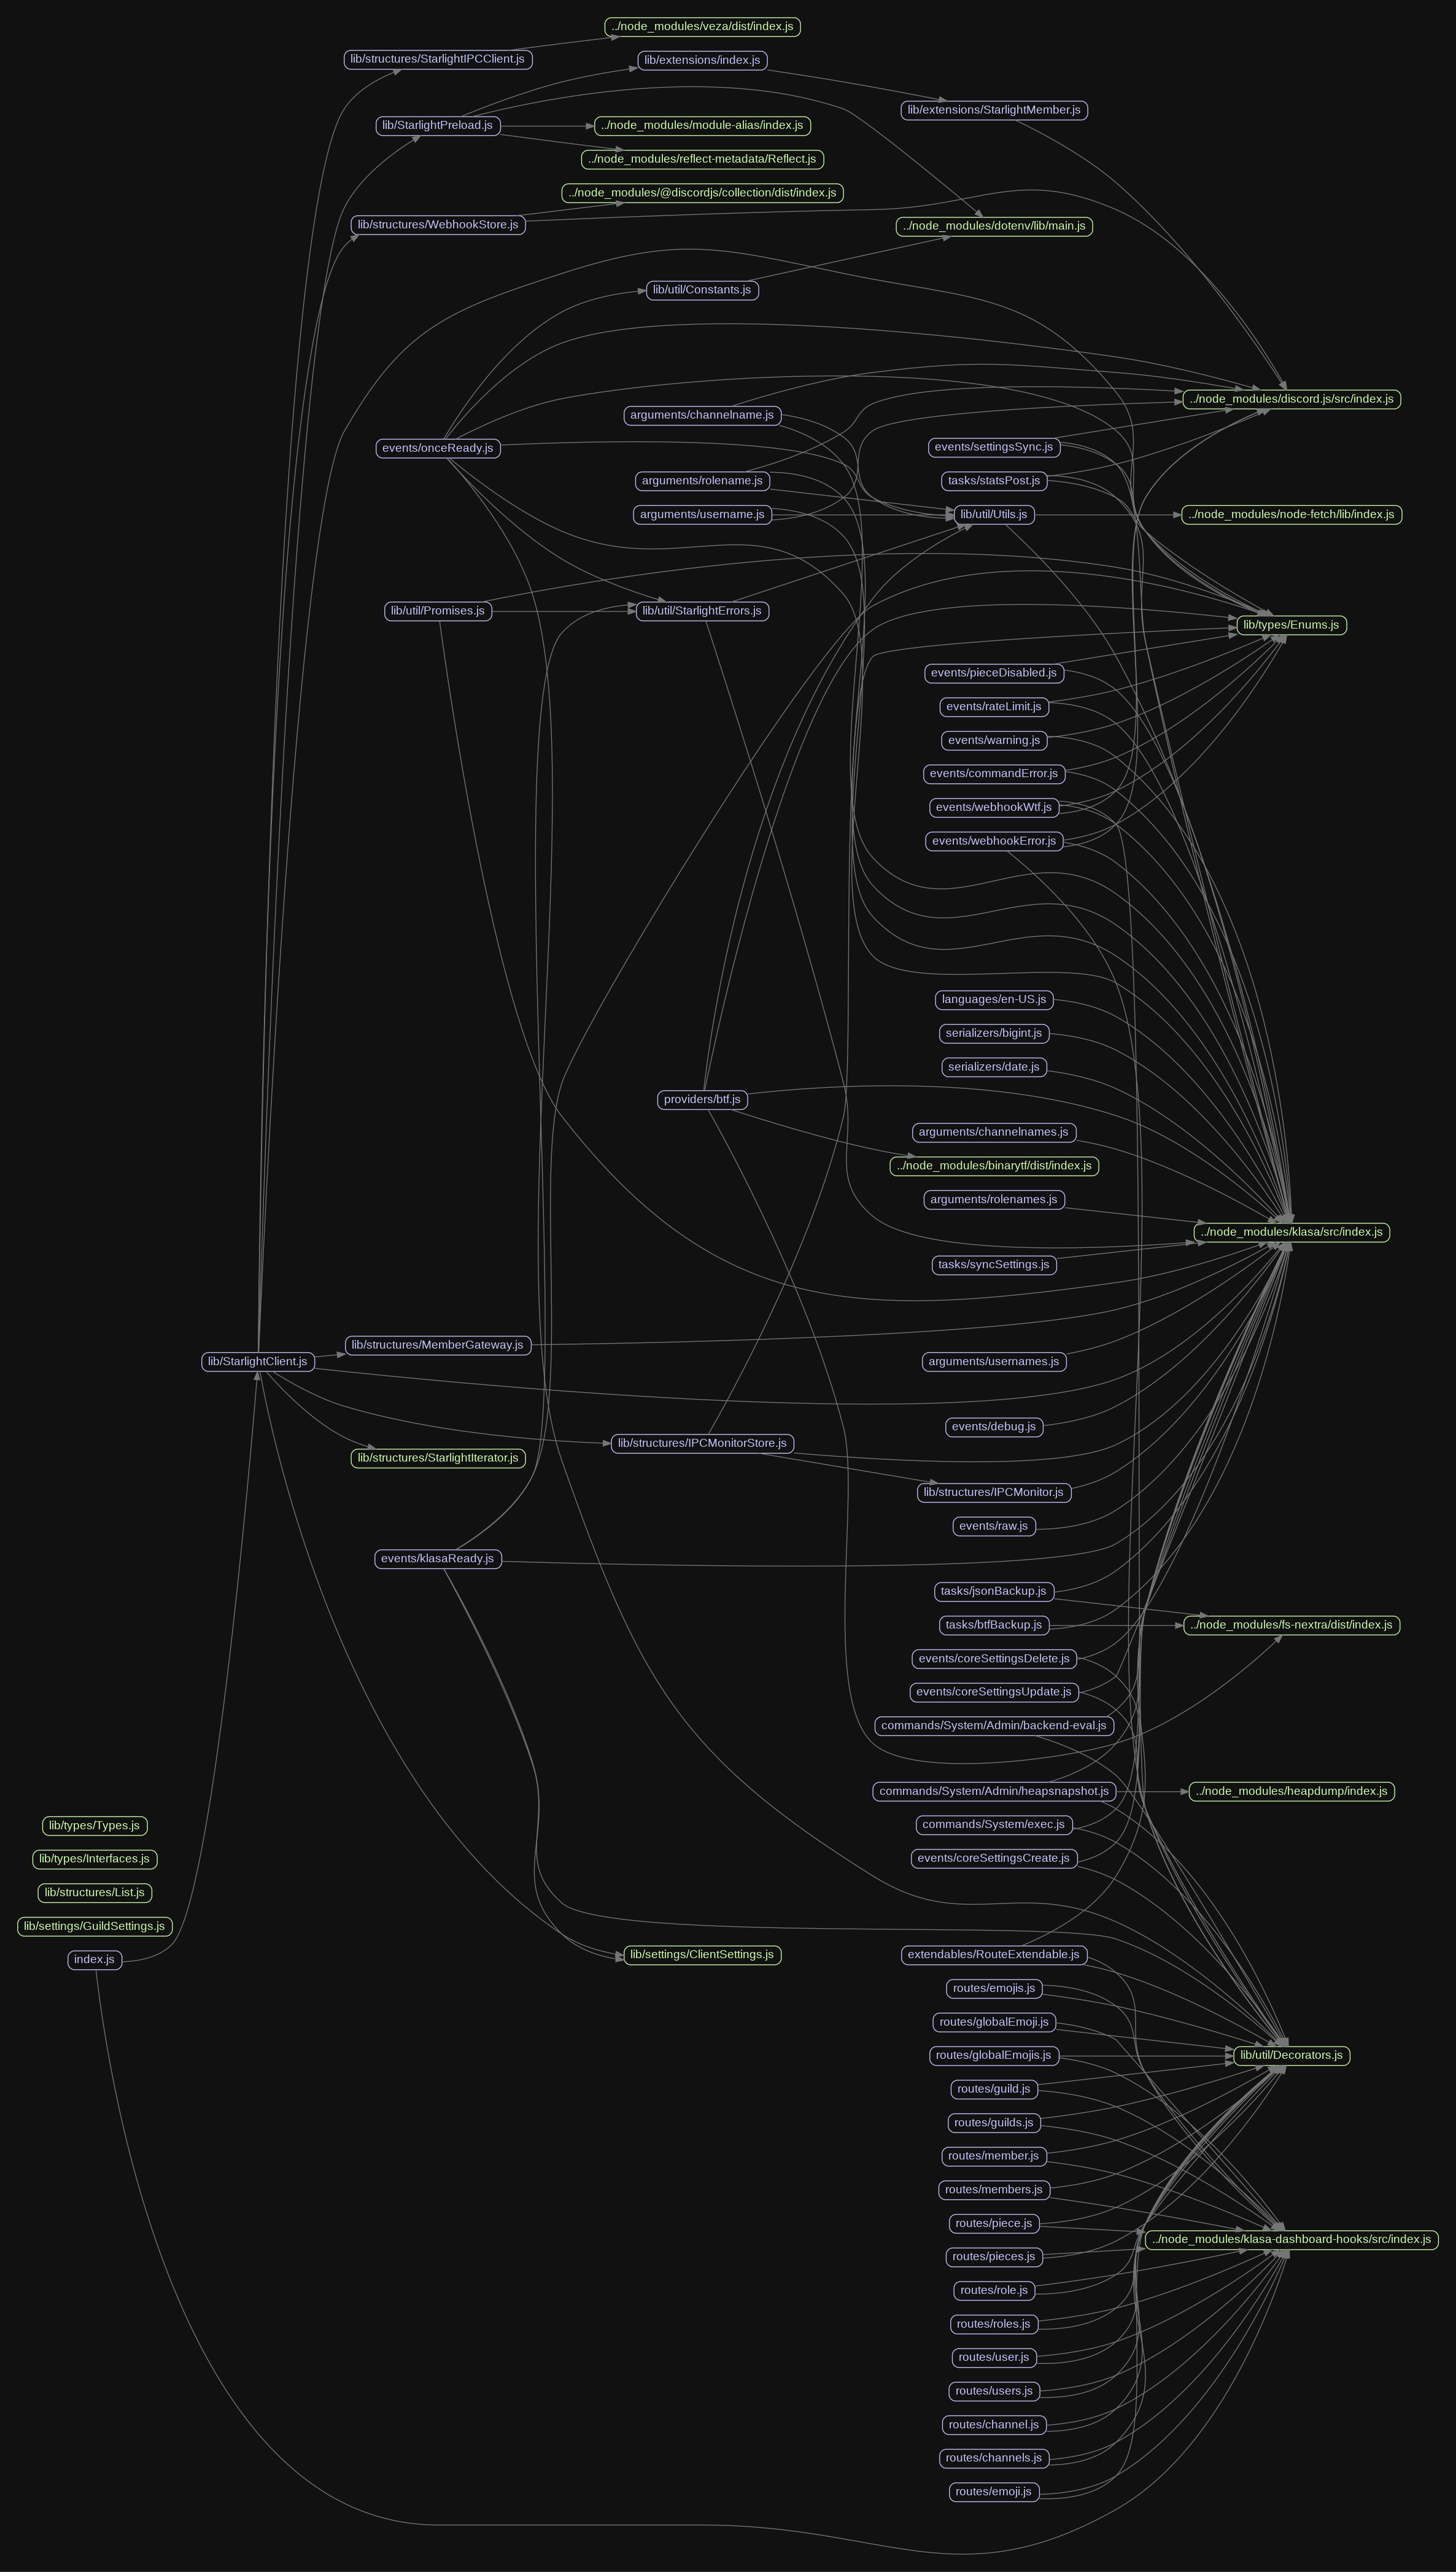 ../node_modules/veza/dist/index.js
lib/structures/StarlightIPCClient.js
lib/extensions/index.js
lib/extensions/StarlightMember.js
lib/StarlightPreload.js
../node_modules/module-alias/index.js
../node_modules/reflect-metadata/Reflect.js
../node_modules/@discordjs/collection/dist/index.js
lib/structures/WebhookStore.js
../node_modules/dotenv/lib/main.js
lib/util/Constants.js
../node_modules/discord.js/src/index.js
arguments/channelname.js
events/onceReady.js
events/settingsSync.js
arguments/rolename.js
tasks/statsPost.js
arguments/username.js
lib/util/Utils.js
../node_modules/node-fetch/lib/index.js
lib/util/Promises.js
lib/util/StarlightErrors.js
lib/types/Enums.js
events/pieceDisabled.js
events/rateLimit.js
events/warning.js
events/commandError.js
events/webhookWtf.js
events/webhookError.js
languages/en-US.js
serializers/bigint.js
serializers/date.js
providers/btf.js
arguments/channelnames.js
../node_modules/binarytf/dist/index.js
arguments/rolenames.js
../node_modules/klasa/src/index.js
tasks/syncSettings.js
lib/structures/MemberGateway.js
lib/StarlightClient.js
arguments/usernames.js
events/debug.js
lib/structures/IPCMonitorStore.js
lib/structures/StarlightIterator.js
lib/structures/IPCMonitor.js
events/raw.js
events/klasaReady.js
tasks/jsonBackup.js
tasks/btfBackup.js
../node_modules/fs-nextra/dist/index.js
events/coreSettingsDelete.js
events/coreSettingsUpdate.js
commands/System/Admin/backend-eval.js
commands/System/Admin/heapsnapshot.js
../node_modules/heapdump/index.js
commands/System/exec.js
lib/types/Types.js
events/coreSettingsCreate.js
lib/types/Interfaces.js
lib/structures/List.js
lib/settings/GuildSettings.js
index.js
lib/settings/ClientSettings.js
extendables/RouteExtendable.js
routes/emojis.js
routes/globalEmoji.js
routes/globalEmojis.js
lib/util/Decorators.js
routes/guild.js
routes/guilds.js
routes/member.js
routes/members.js
routes/piece.js
../node_modules/klasa-dashboard-hooks/src/index.js
routes/pieces.js
routes/role.js
routes/roles.js
routes/user.js
routes/users.js
routes/channel.js
routes/channels.js
routes/emoji.js